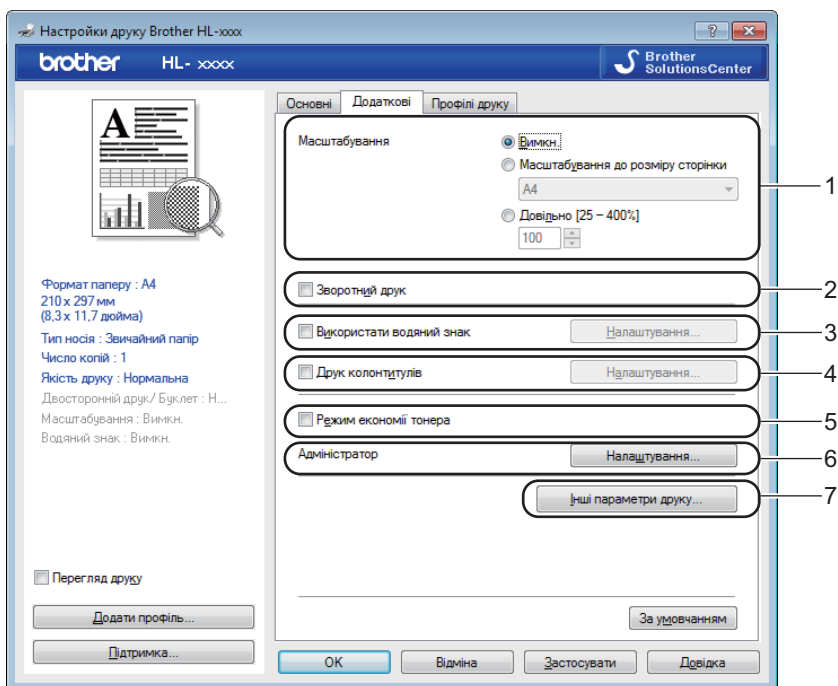 Настройки друку Brother HL-xxxx
brother HL- xxxx
Brother
SolutionsCenter
Формат паперу : A4
210 x 297 мм
(8,3 x 11,7 дюйма)
Тип носія : Звичайний папір
Число копій : 1
Якість друку : Нормальна
Двосторонній друк/ Буклет : Н...
Масштабування : Вимкн.
Водяний знак : Вимкн.
Перегляд друку
Додати профіль...
Підтримка...
Основні Додаткові Профілі друку
Масштабування Вимкн.
Масштабування до розміру сторінки
A4
Довільно [25 – 400%]
100
1
Зворотний друк
2
Використати водяний знак Налаштування...
3
Друк колонтитулів Налаштування...
4
Режим економії тонера
5
Адміністратор Налаштування...
6
Інші параметри друку...
7
За умовчанням
OK Відміна Застосувати Довідка